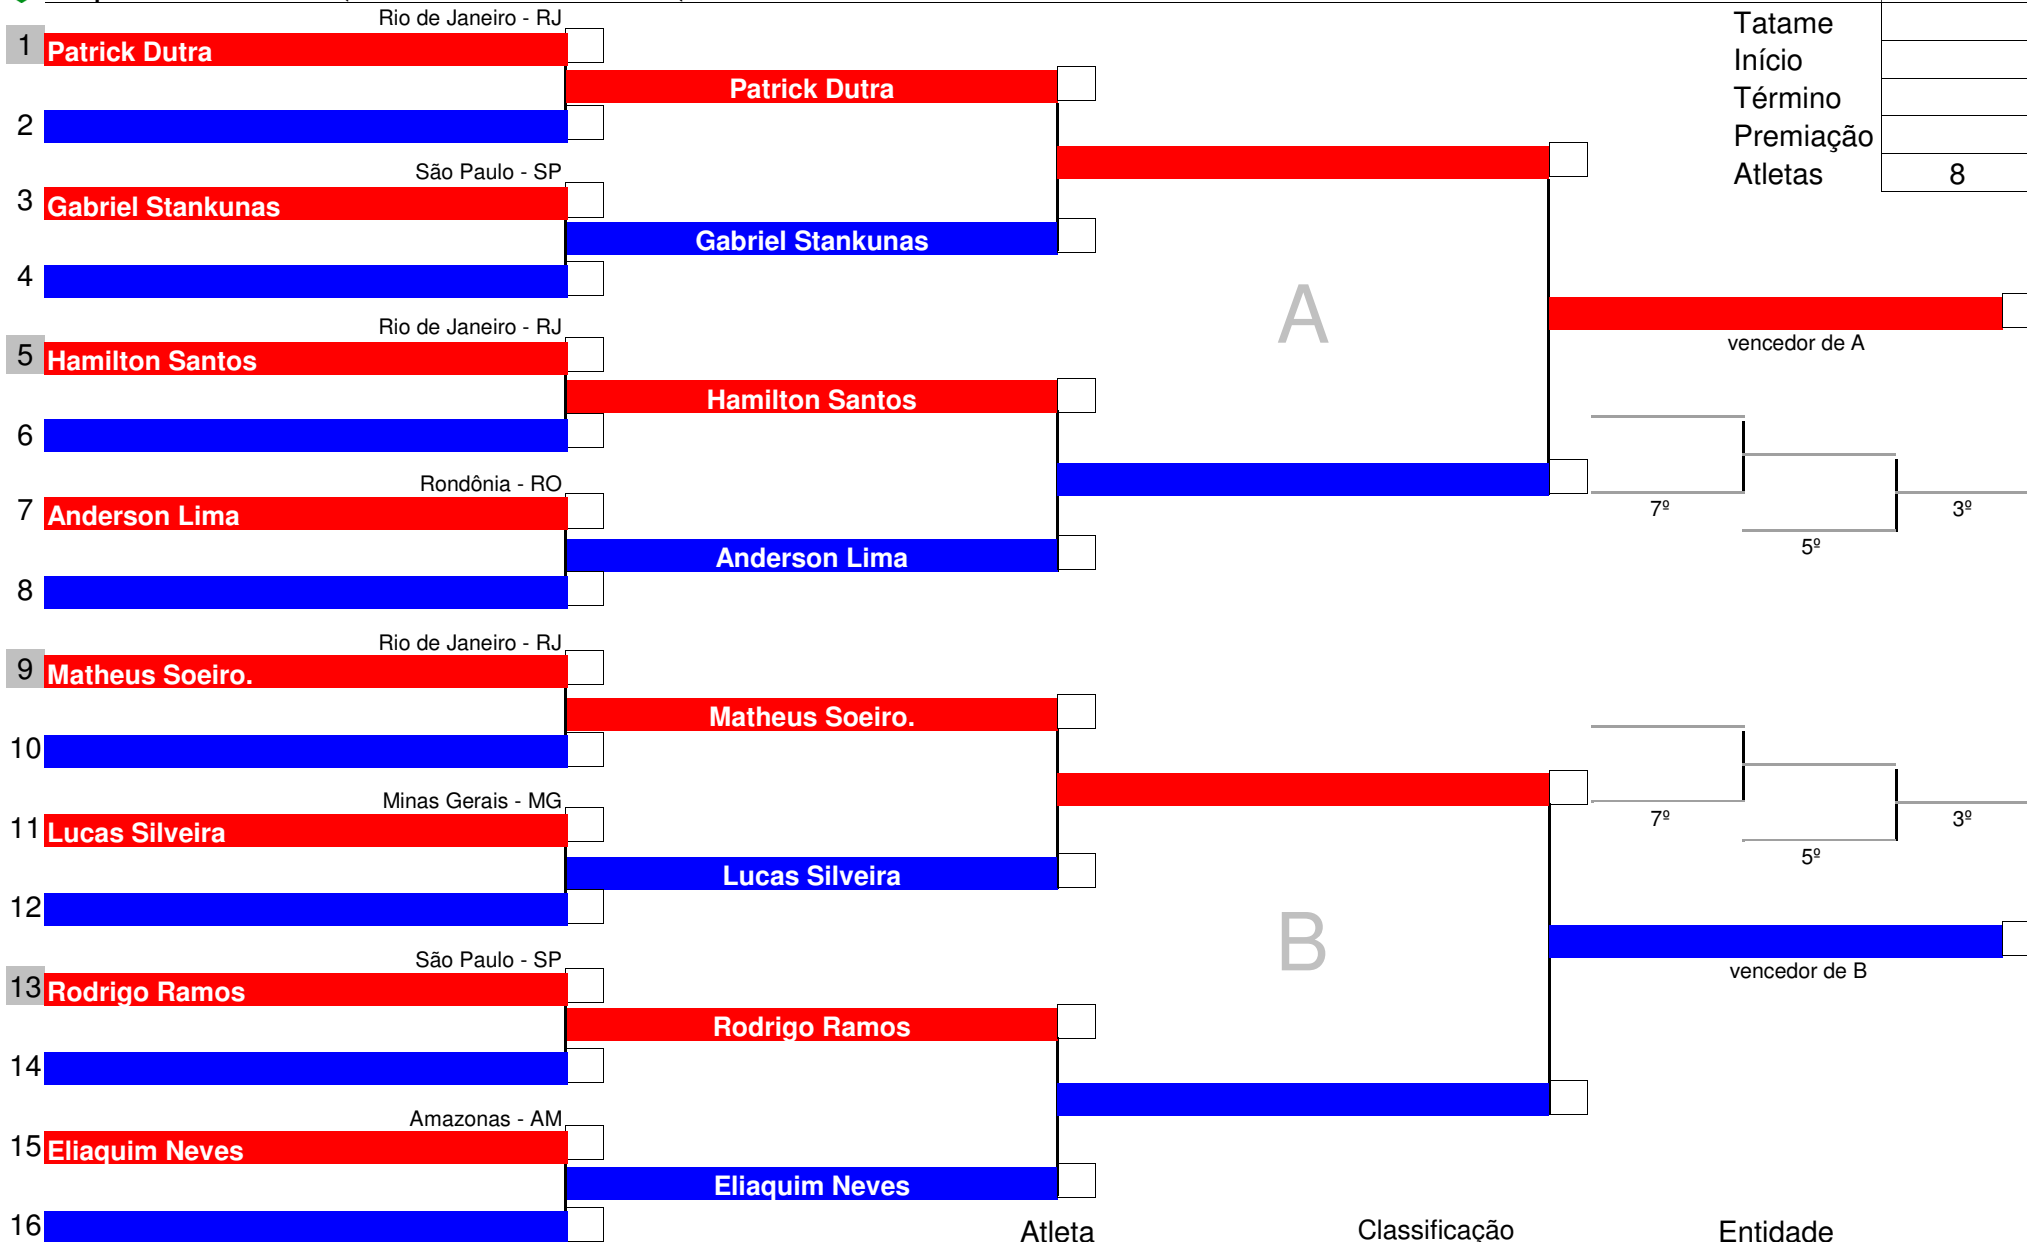 Rio de Janeiro - RJ
1 Patrick Dutra
Patrick Dutra
2
São Paulo - SP
3 Gabriel Stankunas
Gabriel Stankunas
4
Rio de Janeiro - RJ
5 Hamilton Santos
Hamilton Santos
6
Rondônia - RO
7 Anderson Lima
Anderson Lima
8
Rio de Janeiro - RJ
9 Matheus Soeiro.
Matheus Soeiro.
10
Minas Gerais - MG
11 Lucas Silveira
Lucas Silveira
12
São Paulo - SP
13 Rodrigo Ramos
Rodrigo Ramos
14
Amazonas - AM
15 Eliaquim Neves
Eliaquim Neves
16
A
B
Tatame
Início
Término
Premiação
Atletas 8
vencedor de A
7º
5º
3º
7º
5º
3º
vencedor de B
Atleta Classificação Entidade